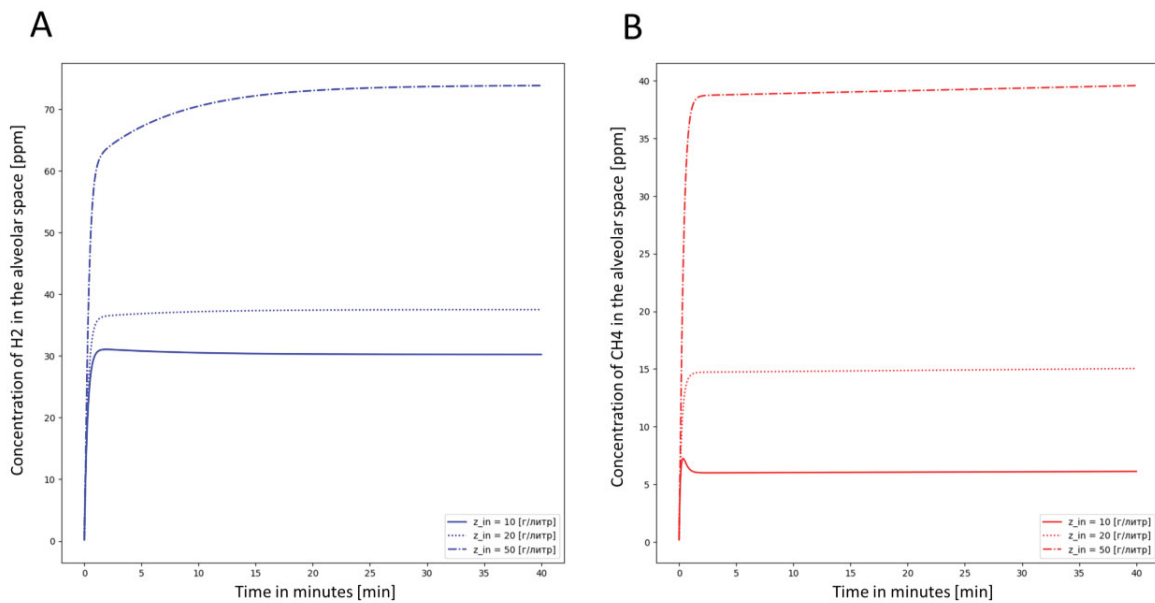 A
Concentration of H2 in the alveolar space [ppm]
70
60
50
40
30
20
10
0
0 5 10 15 20 25 30 35 40
Time in minutes [min]
z_in = 10 [г/литр]
z_in = 20 [г/литр]
z_in = 50 [г/литр]
B
Concentration of CH4 in the alveolar space [ppm]
40
35
30
25
20
15
10
5
0
0 5 10 15 20 25 30 35 40
Time in minutes [min]
z_in = 10 [г/литр]
z_in = 20 [г/литр]
z_in = 50 [г/литр]